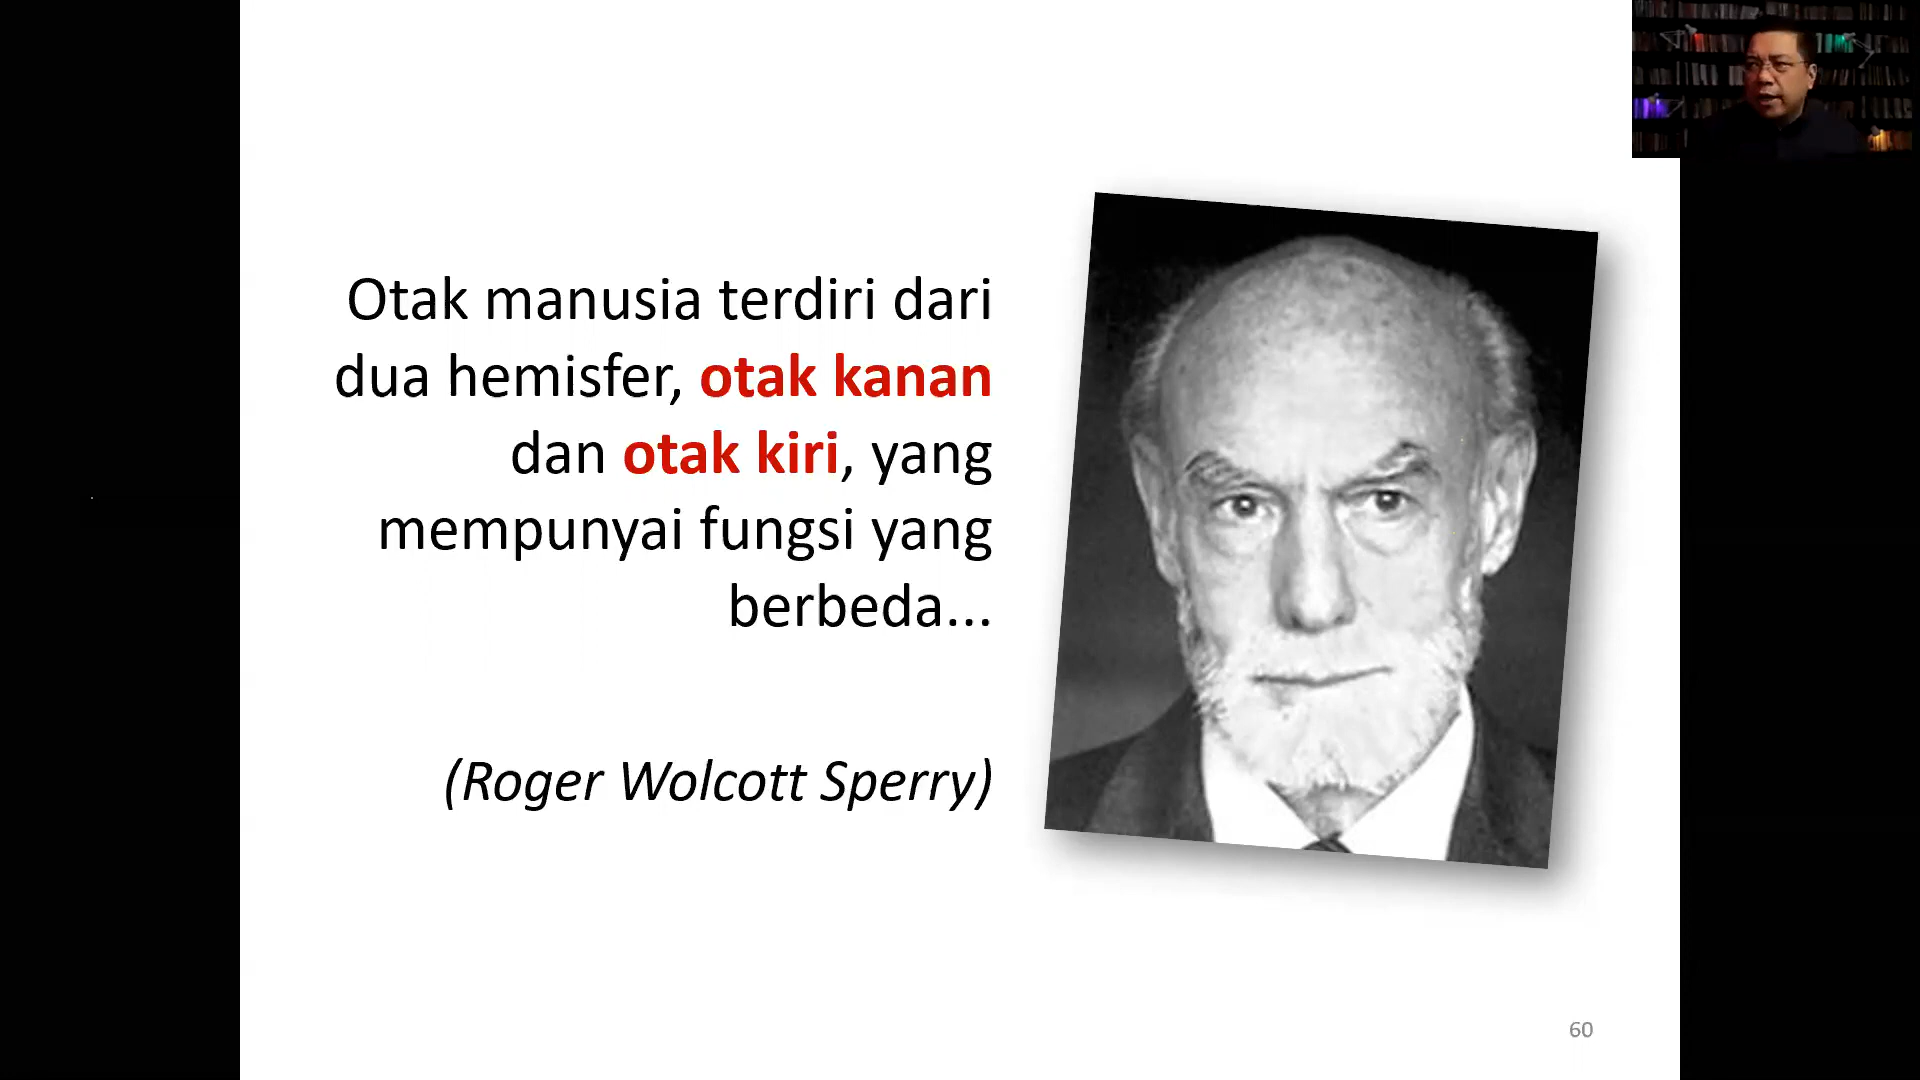 Otak manusia terdiri dari
dua hemisfer, otak kanan
dan otak kiri, yang
mempunyai fungsi yang
berbeda...
(Roger Wolcott Sperry)
60